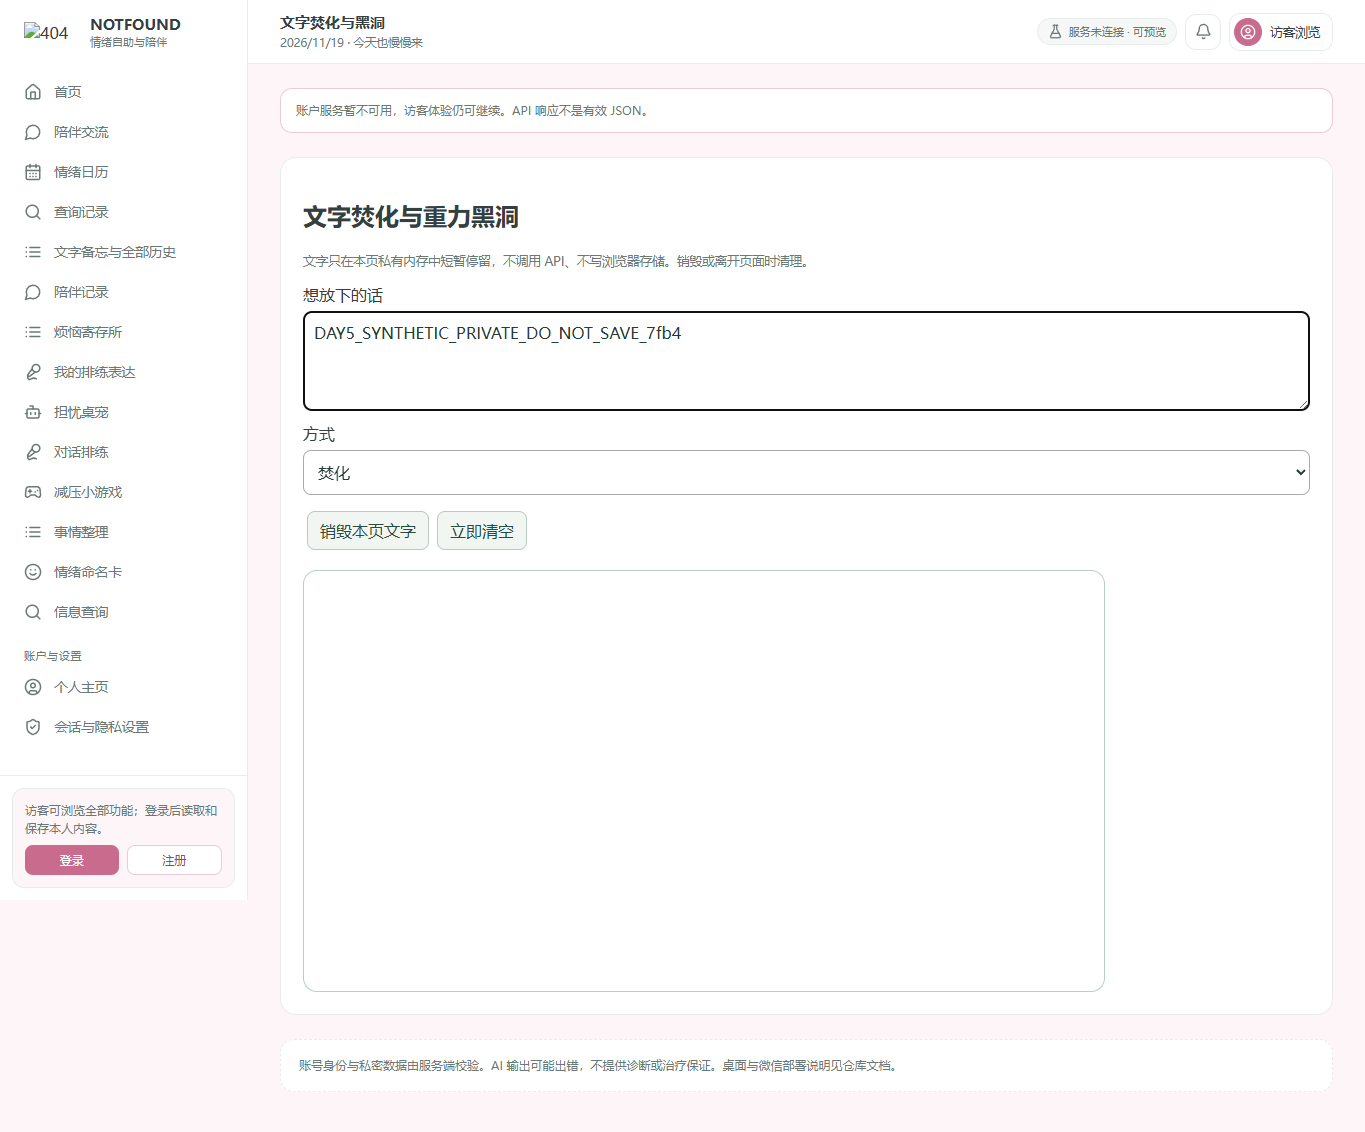 404
NOTFOUND
情绪自助与陪伴
首页
陪伴交流
情绪日历
查询记录
文字备忘与全部历史
陪伴记录
烦恼寄存所
我的排练表达
担忧桌宠
对话排练
减压小游戏
事情整理
情绪命名卡
信息查询
账户与设置
个人主页
会话与隐私设置
访客可浏览全部功能；登录后读取和
保存本人内容。
登录
注册
文字焚化与黑洞
2026/11/19 · 今天也慢慢来
服务未连接 · 可预览
访客浏览
账户服务暂不可用，访客体验仍可继续。API 响应不是有效 JSON。
文字焚化与重力黑洞
文字只在本页私有内存中短暂停留，不调用 API、不写浏览器存储。销毁或离开页面时清理。
想放下的话
DAY5_SYNTHETIC_PRIVATE_DO_NOT_SAVE_7fb4
方式
焚化
销毁本页文字
立即清空
账号身份与私密数据由服务端校验。AI 输出可能出错，不提供诊断或治疗保证。桌面与微信部署说明见仓库文档。